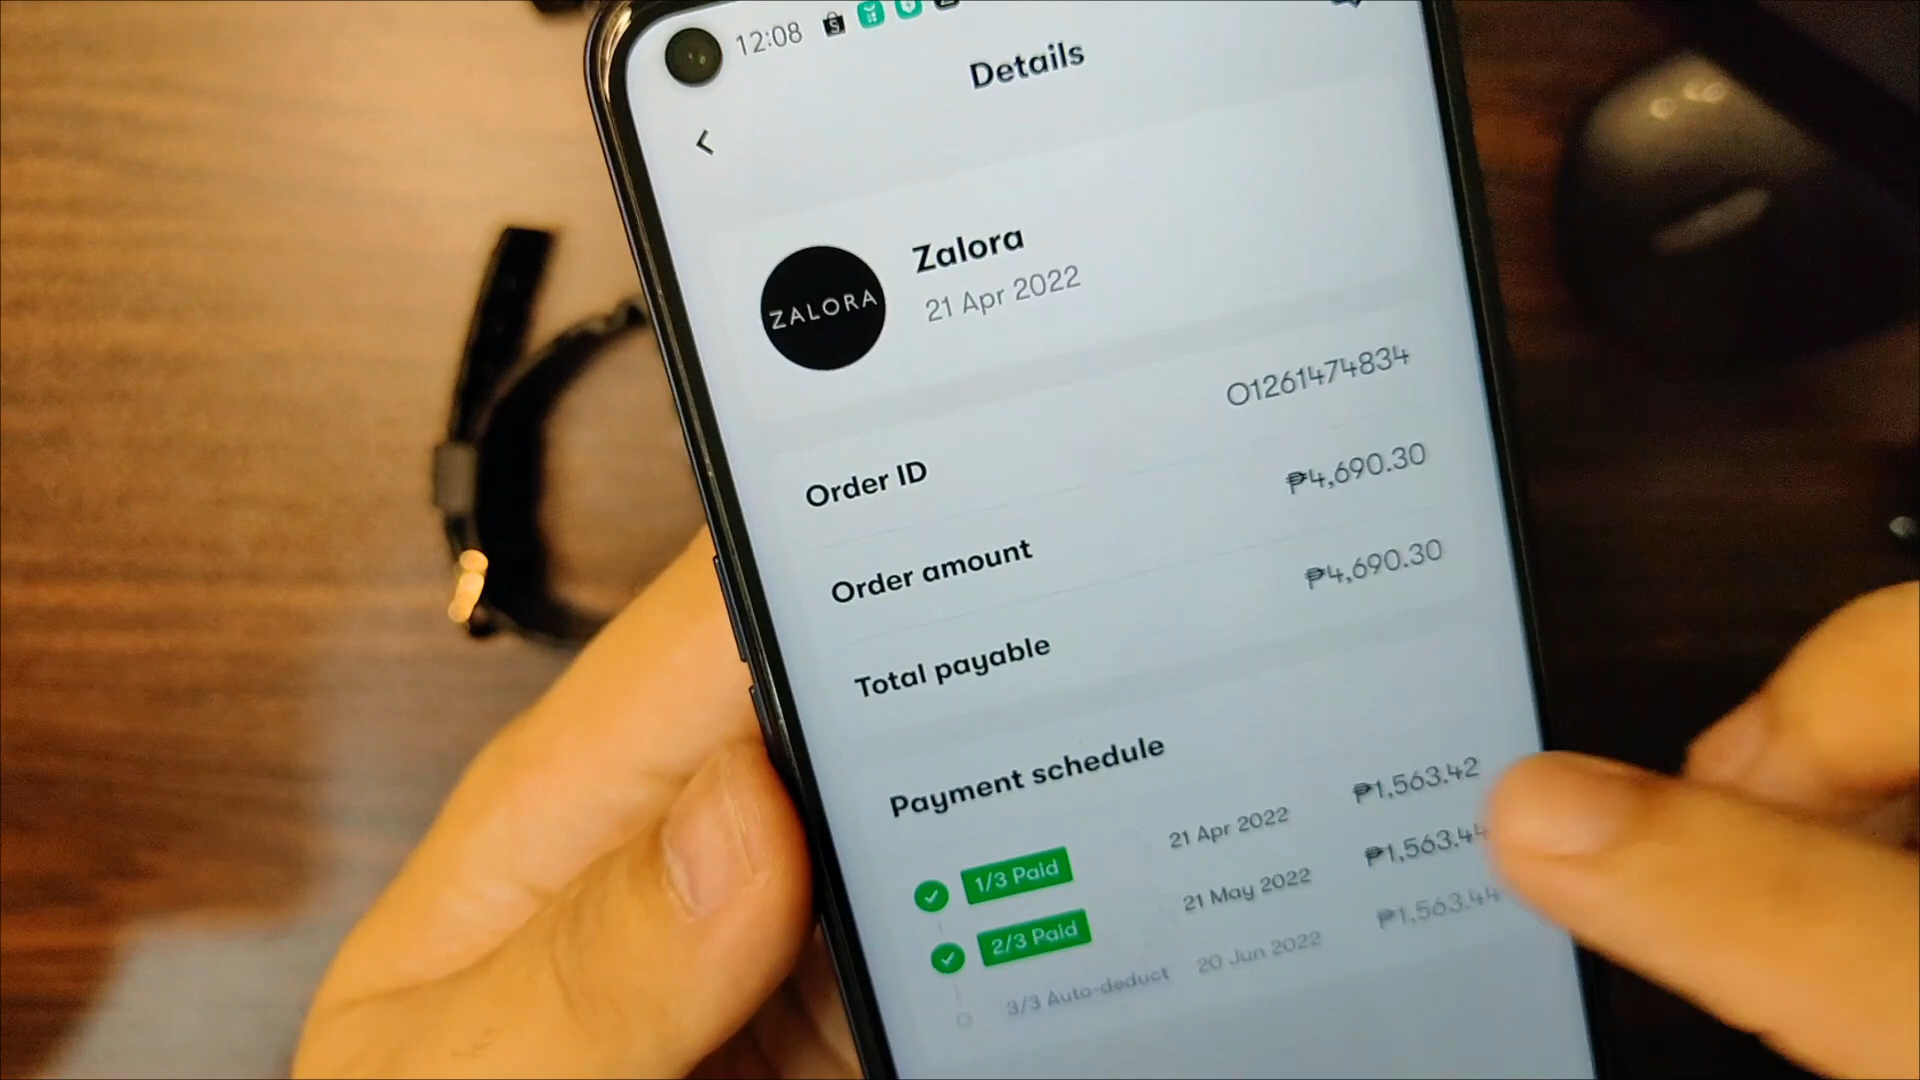 12:08
Details
ZALORA
Zalora
21 Apr 2022
Order ID O1261474834
Order amount ₱4,690.30
Total payable ₱4,690.30
Payment schedule
1/3 Paid 21 Apr 2022 ₱1,563.42
2/3 Paid 21 May 2022 ₱1,563.44
3/3 Auto-deduct 20 Jun 2022 ₱1,563.44